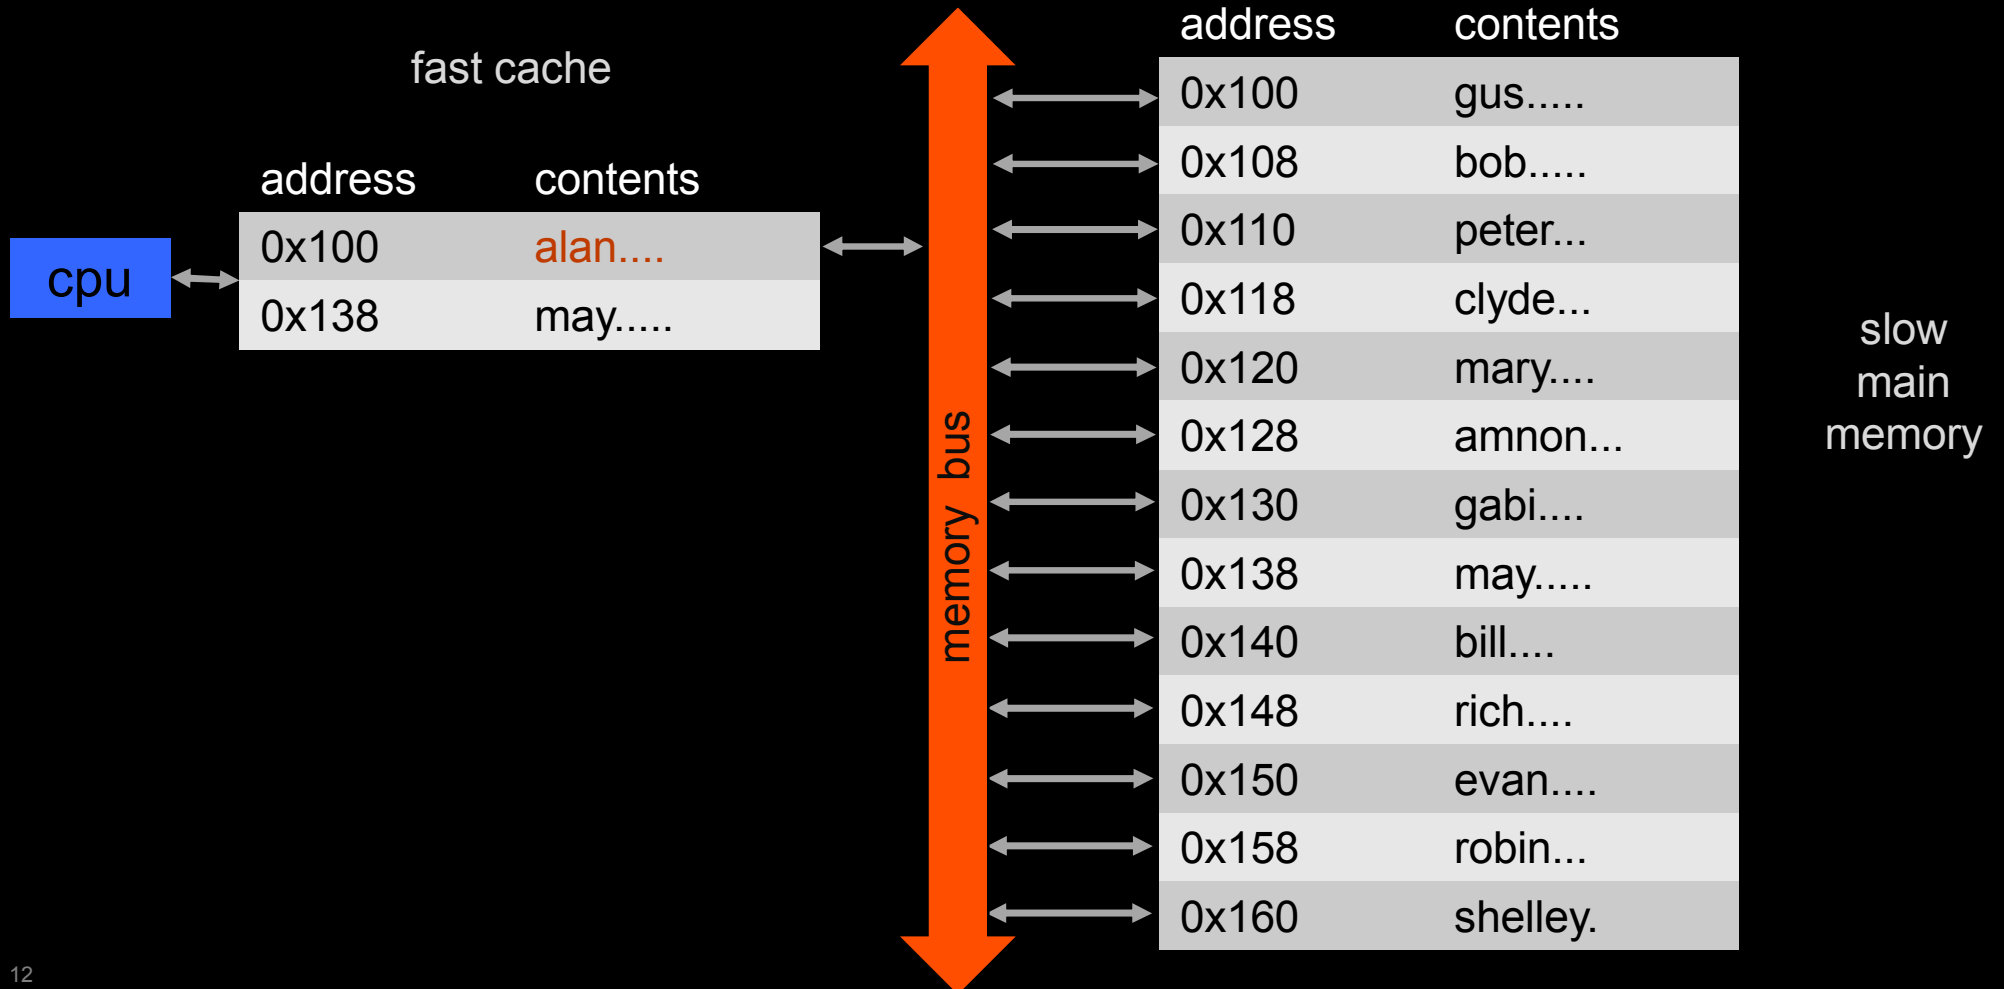 fast cache
address contents
0x100 alan....
0x138 may.....
cpu
memory bus
address contents
0x100 gus.....
0x108 bob.....
0x110 peter...
0x118 clyde...
0x120 mary....
0x128 amnon...
0x130 gabi....
0x138 may.....
0x140 bill....
0x148 rich....
0x150 evan....
0x158 robin...
0x160 shelley.
slow
main
memory
12